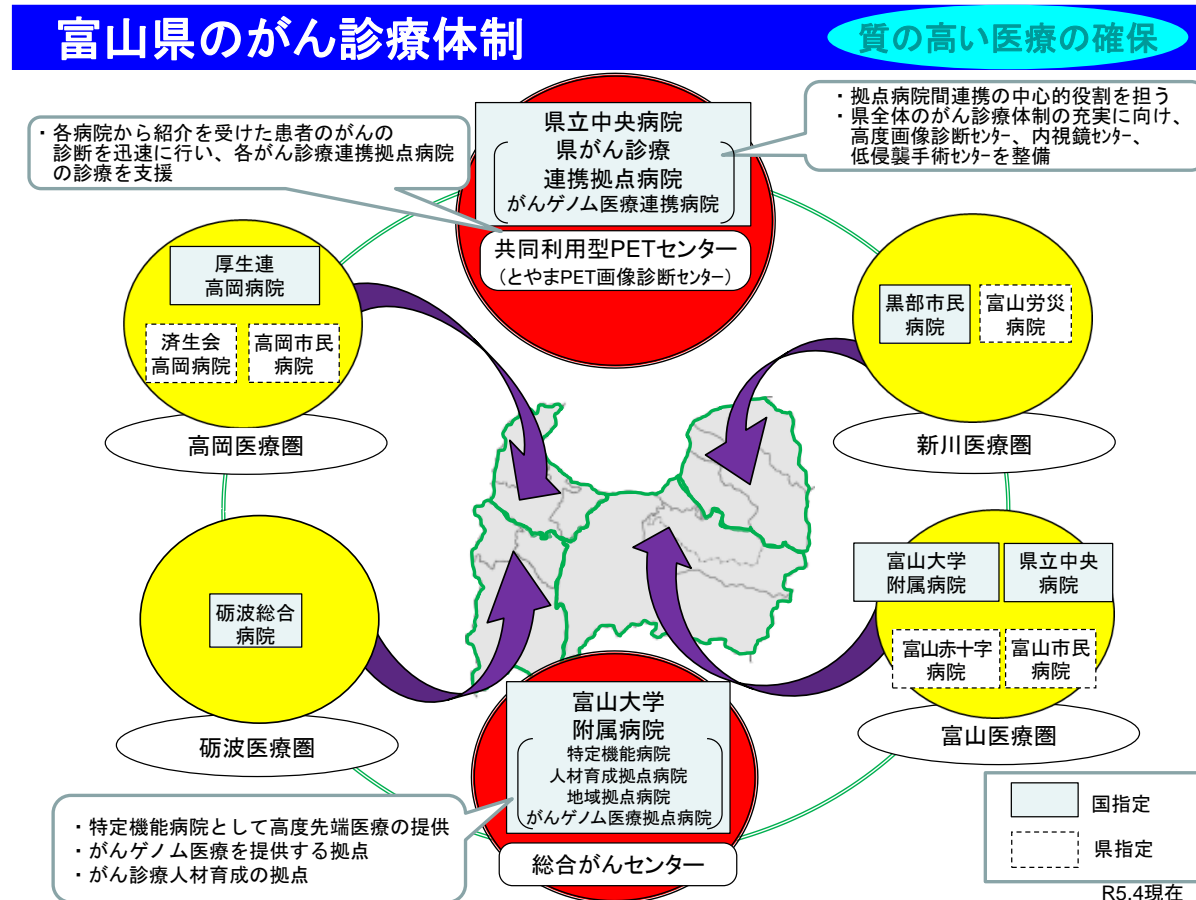 富山県のがん診療体制
質の高い医療の確保
・各病院から紹介を受けた患者のがんの
診断を迅速に行い、各がん診療連携拠点病院
の診療を支援
県立中央病院
県がん診療
連携拠点病院
がんゲノム医療連携病院
共同利用型PETセンター
（とやまPET画像診断ｾﾝﾀｰ）
・拠点病院間連携の中心的役割を担う
・県全体のがん診療体制の充実に向け、
高度画像診断ｾﾝﾀｰ、内視鏡ｾﾝﾀｰ、
低侵襲手術ｾﾝﾀｰを整備
厚生連
高岡病院
済生会
高岡病院
高岡市民
病院
高岡医療圏
黒部市民
病院
富山労災
病院
新川医療圏
砺波総合
病院
砺波医療圏
富山大学
附属病院
県立中央
病院
富山赤十字
病院
富山市民
病院
富山医療圏
富山大学
附属病院
特定機能病院
人材育成拠点病院
地域拠点病院
がんゲノム医療拠点病院
総合がんセンター
・特定機能病院として高度先端医療の提供
・がんゲノム医療を提供する拠点
・がん診療人材育成の拠点
国指定
県指定
R5.4現在